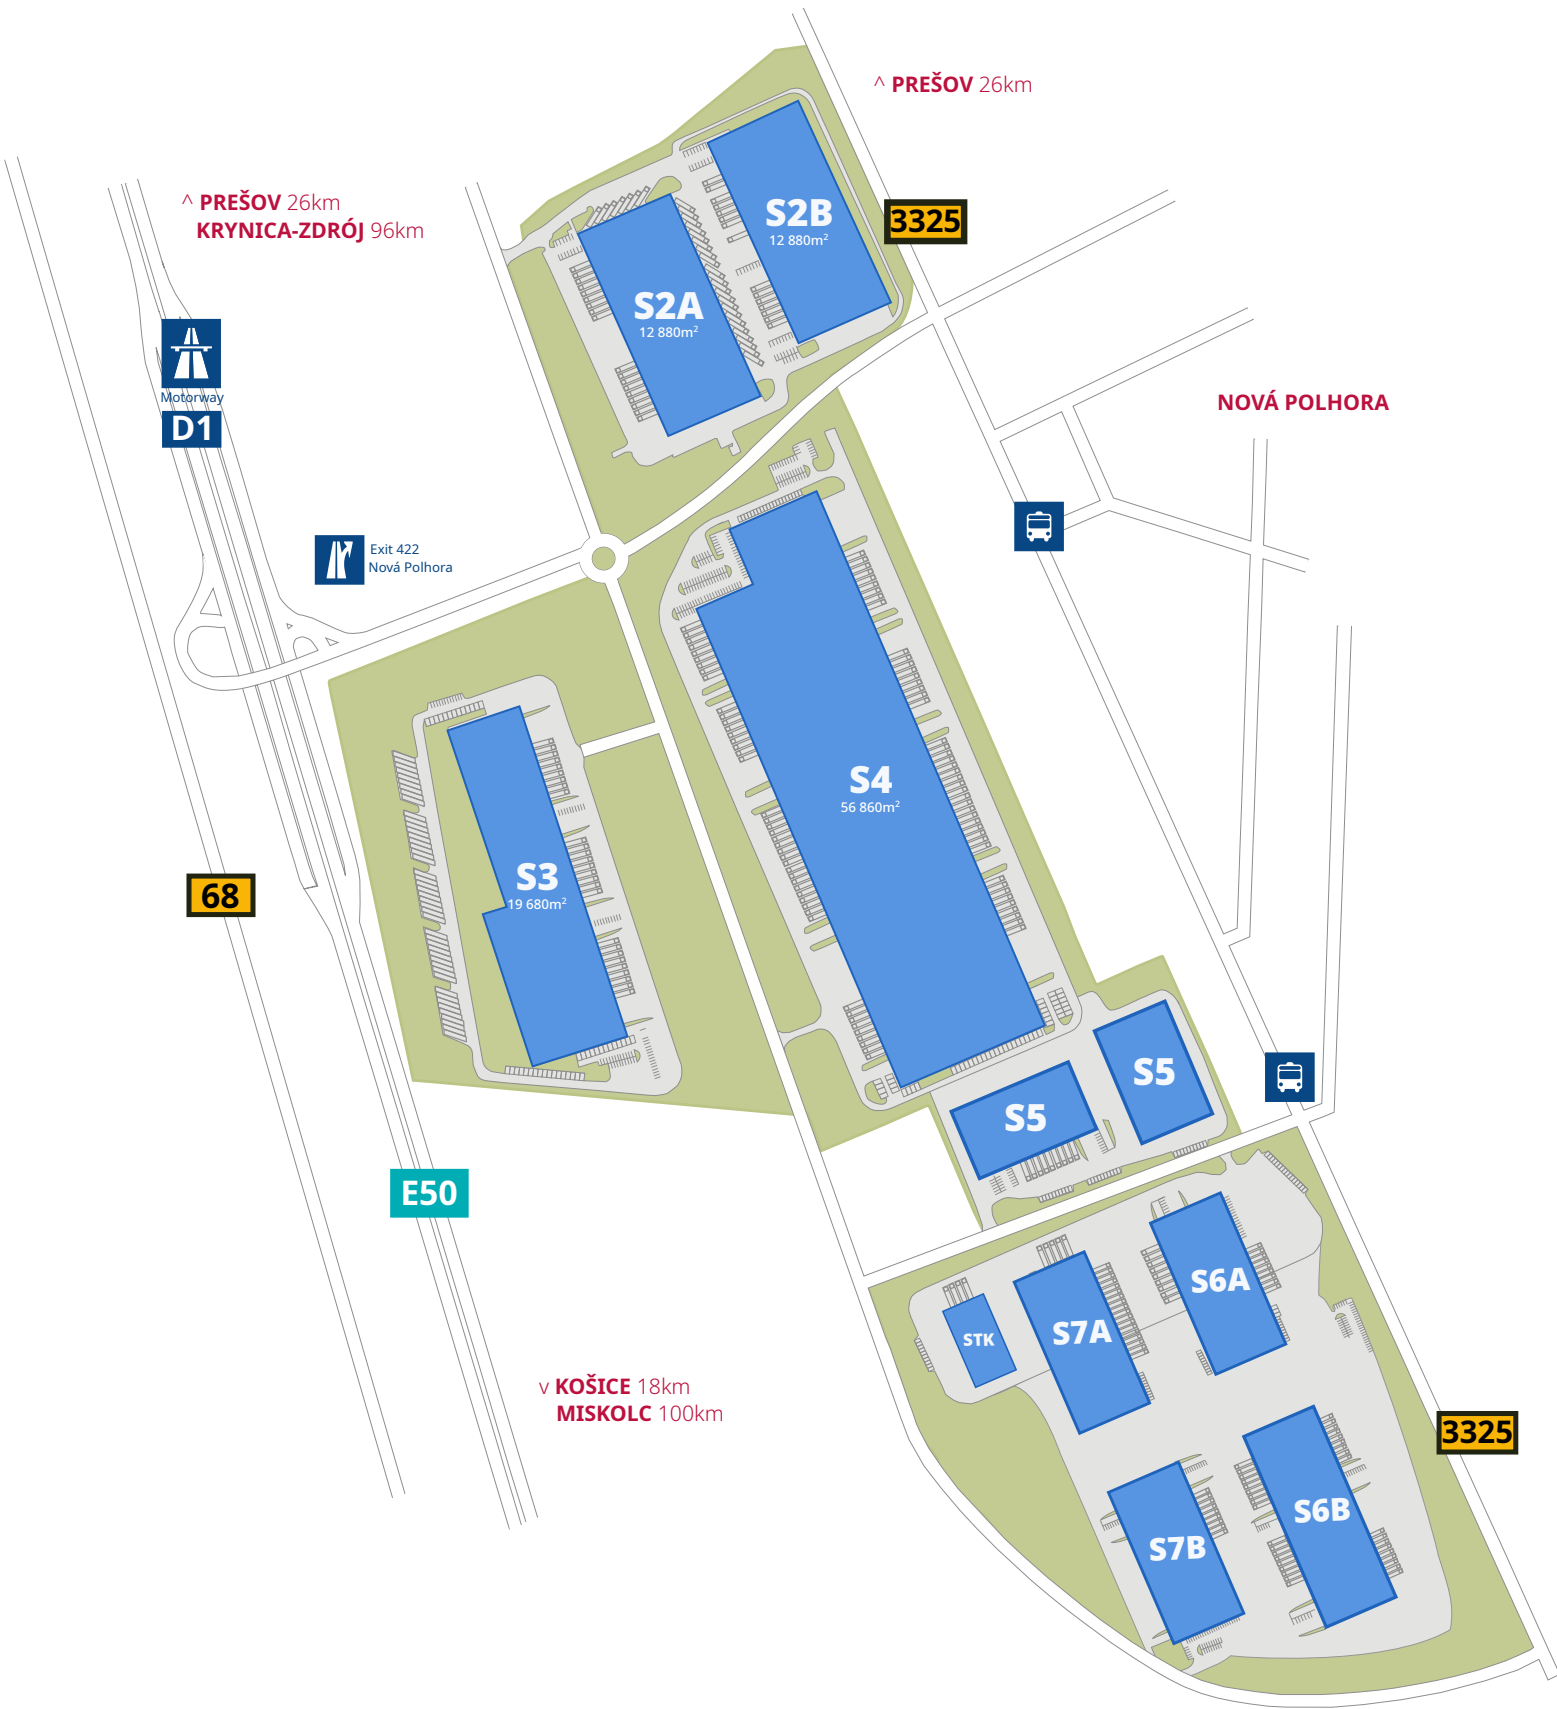 ^ PREŠOV 26km
^ PREŠOV 26km
KRYNICA-ZDRÓJ 96km
S2B
12 880m²
3325
S2A
12 880m²
Motorway
D1
NOVÁ POLHORA
Exit 422
Nová Polhora
S4
56 860m²
S3
19 680m²
68
S5
S5
E50
S6A
S7A
STK
v KOŠICE 18km
MISKOLC 100km
3325
S6B
S7B